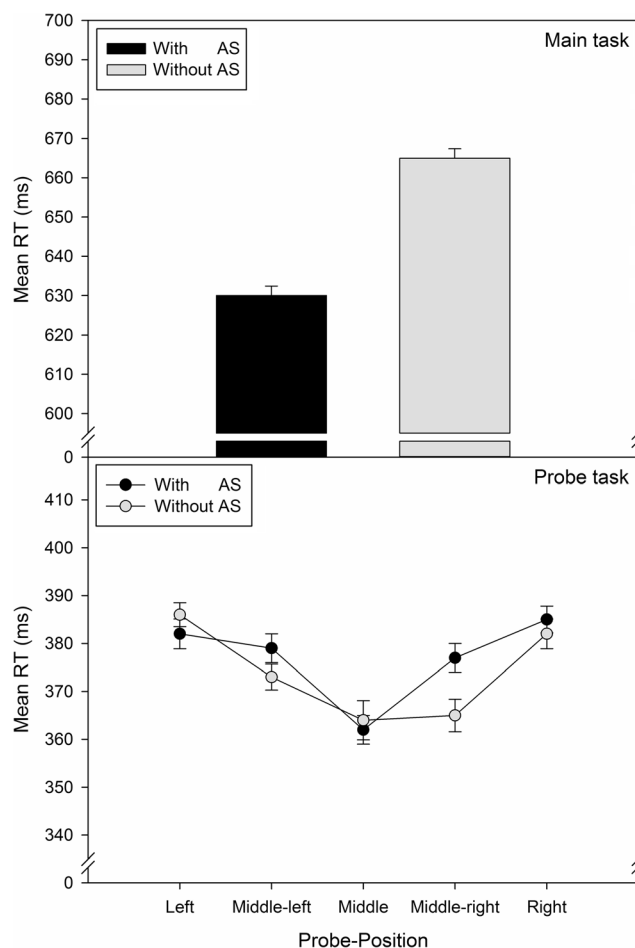 Main task
With AS
Without AS
Mean RT (ms)
700
690
680
670
660
650
640
630
620
610
600
0
Probe task
With AS
Without AS
Mean RT (ms)
410
400
390
380
370
360
350
340
0
Left Middle-left Middle Middle-right Right
Probe-Position